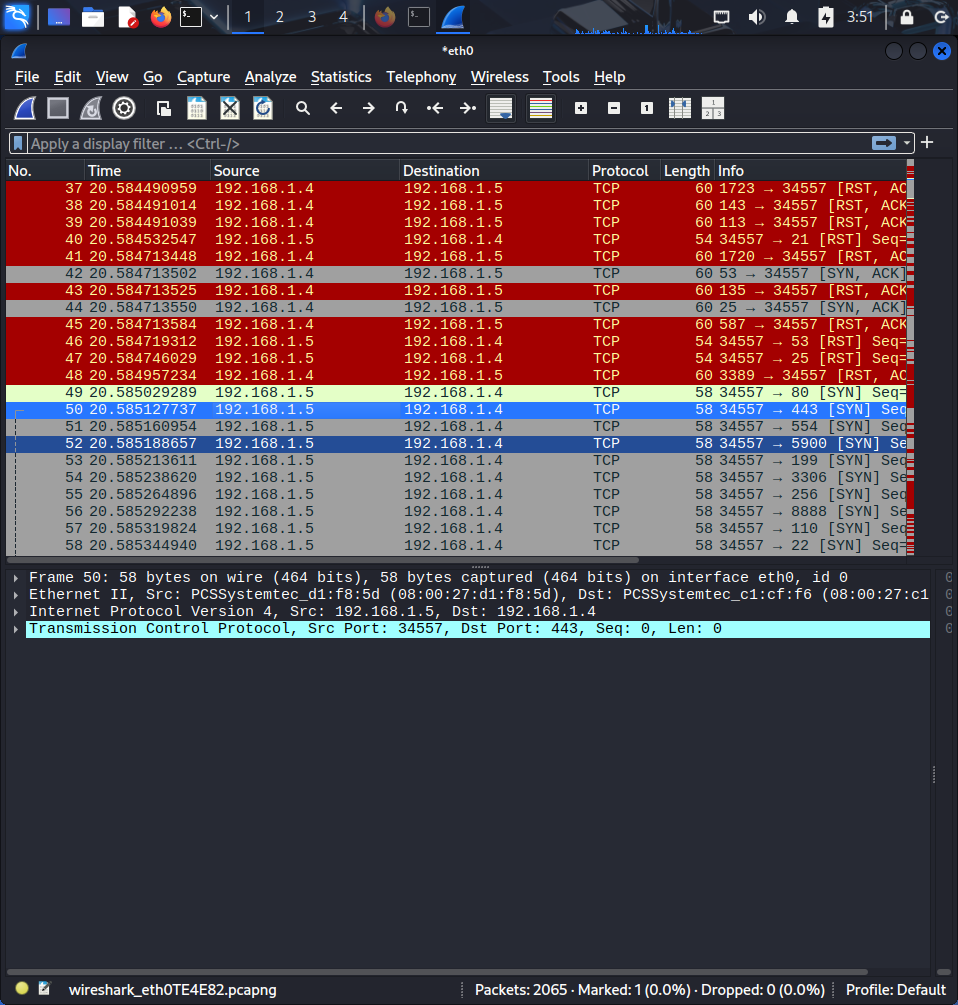 1 2 3 4 3:51
*eth0
File Edit View Go Capture Analyze Statistics Telephony Wireless Tools Help
Apply a display filter … <Ctrl-/>
No. Time Source Destination Protocol Length Info
37 20.584490959 192.168.1.4 192.168.1.5 TCP 60 1723 → 34557 [RST, AC
38 20.584491014 192.168.1.4 192.168.1.5 TCP 60 143 → 34557 [RST, ACK
39 20.584491039 192.168.1.4 192.168.1.5 TCP 60 113 → 34557 [RST, ACK
40 20.584532547 192.168.1.5 192.168.1.4 TCP 54 34557 → 21 [RST] Seq=
41 20.584713448 192.168.1.4 192.168.1.5 TCP 60 1720 → 34557 [RST, AC
42 20.584713502 192.168.1.4 192.168.1.5 TCP 60 53 → 34557 [SYN, ACK]
43 20.584713525 192.168.1.4 192.168.1.5 TCP 60 135 → 34557 [RST, ACK
44 20.584713550 192.168.1.4 192.168.1.5 TCP 60 25 → 34557 [SYN, ACK]
45 20.584713584 192.168.1.4 192.168.1.5 TCP 60 587 → 34557 [RST, ACK
46 20.584719312 192.168.1.5 192.168.1.4 TCP 54 34557 → 53 [RST] Seq=
47 20.584746029 192.168.1.5 192.168.1.4 TCP 54 34557 → 25 [RST] Seq=
48 20.584957234 192.168.1.4 192.168.1.5 TCP 60 3389 → 34557 [RST, AC
49 20.585029289 192.168.1.5 192.168.1.4 TCP 58 34557 → 80 [SYN] Seq=
50 20.585127737 192.168.1.5 192.168.1.4 TCP 58 34557 → 443 [SYN] Seq
51 20.585160954 192.168.1.5 192.168.1.4 TCP 58 34557 → 554 [SYN] Seq
52 20.585188657 192.168.1.5 192.168.1.4 TCP 58 34557 → 5900 [SYN] Se
53 20.585213611 192.168.1.5 192.168.1.4 TCP 58 34557 → 199 [SYN] Seq
54 20.585238620 192.168.1.5 192.168.1.4 TCP 58 34557 → 3306 [SYN] Se
55 20.585264896 192.168.1.5 192.168.1.4 TCP 58 34557 → 256 [SYN] Seq
56 20.585292238 192.168.1.5 192.168.1.4 TCP 58 34557 → 8888 [SYN] Se
57 20.585319824 192.168.1.5 192.168.1.4 TCP 58 34557 → 110 [SYN] Seq
58 20.585344940 192.168.1.5 192.168.1.4 TCP 58 34557 → 22 [SYN] Seq=
Frame 50: 58 bytes on wire (464 bits), 58 bytes captured (464 bits) on interface eth0, id 0
Ethernet II, Src: PCSSystemtec_d1:f8:5d (08:00:27:d1:f8:5d), Dst: PCSSystemtec_c1:cf:f6 (08:00:27:c1
Internet Protocol Version 4, Src: 192.168.1.5, Dst: 192.168.1.4
Transmission Control Protocol, Src Port: 34557, Dst Port: 443, Seq: 0, Len: 0
wireshark_eth0TE4E82.pcapng Packets: 2065 · Marked: 1 (0.0%) · Dropped: 0 (0.0%) Profile: Default